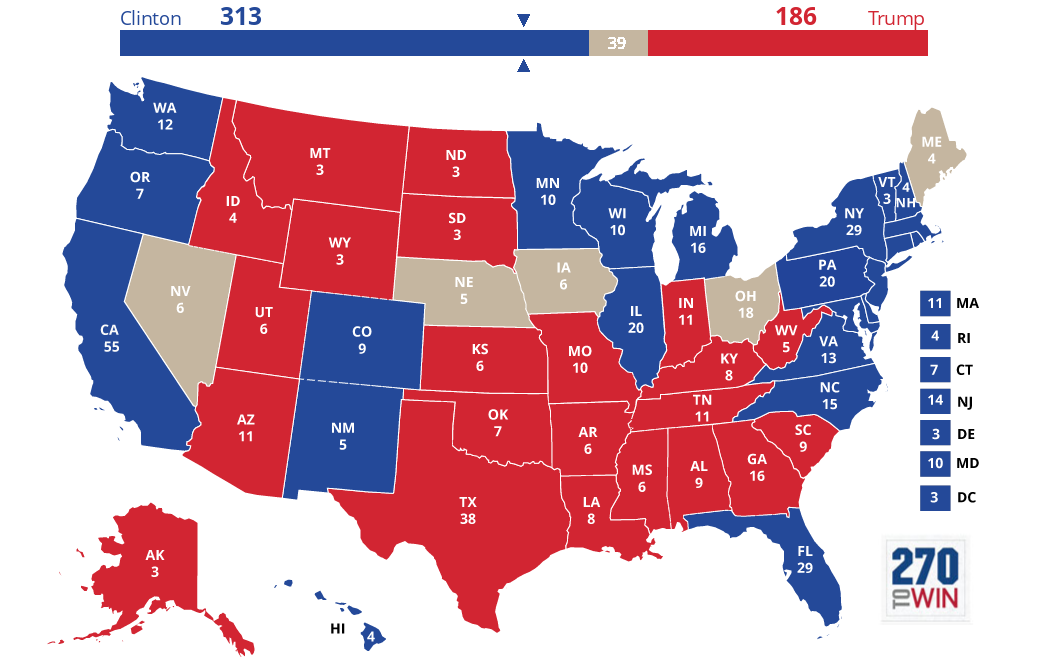 Clinton 313 186 Trump
39
WA
12
OR
7
CA
55
NV
6
ID
4
MT
3
WY
3
UT
6
AZ
11
CO
9
NM
5
ND
3
SD
3
NE
5
KS
6
OK
7
TX
38
MN
10
IA
6
MO
10
AR
6
LA
8
WI
10
IL
20
MI
16
IN
11
OH
18
KY
8
TN
11
MS
6
AL
9
GA
16
FL
29
SC
9
NC
15
VA
13
WV
5
PA
20
NY
29
VT
3
4
NH
ME
4
AK
3
HI 4
11 MA
4 RI
7 CT
14 NJ
3 DE
10 MD
3 DC
270
TO WIN